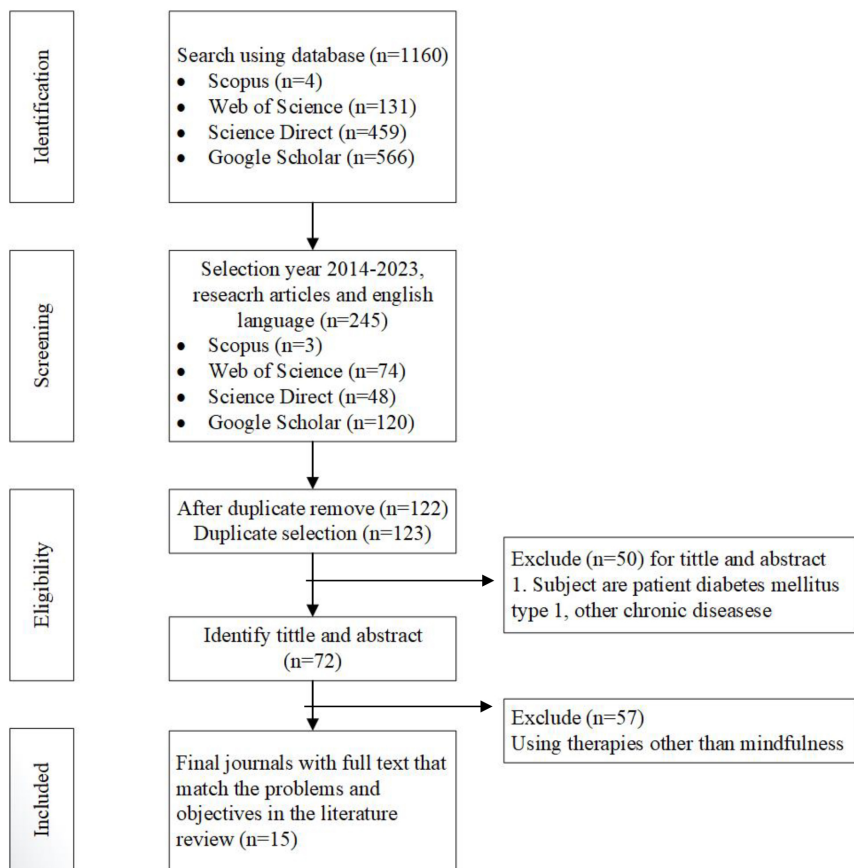 Identification
Search using database (n=1160)
• Scopus (n=4)
• Web of Science (n=131)
• Science Direct (n=459)
• Google Scholar (n=566)
Screening
Selection year 2014-2023,
reseacrh articles and english
language (n=245)
• Scopus (n=3)
• Web of Science (n=74)
• Science Direct (n=48)
• Google Scholar (n=120)
Eligibility
After duplicate remove (n=122)
Duplicate selection (n=123)
Exclude (n=50) for tittle and abstract
1. Subject are patient diabetes mellitus
type 1, other chronic diseasese
Identify tittle and abstract
(n=72)
Exclude (n=57)
Using therapies other than mindfulness
Included
Final journals with full text that
match the problems and
objectives in the literature
review (n=15)